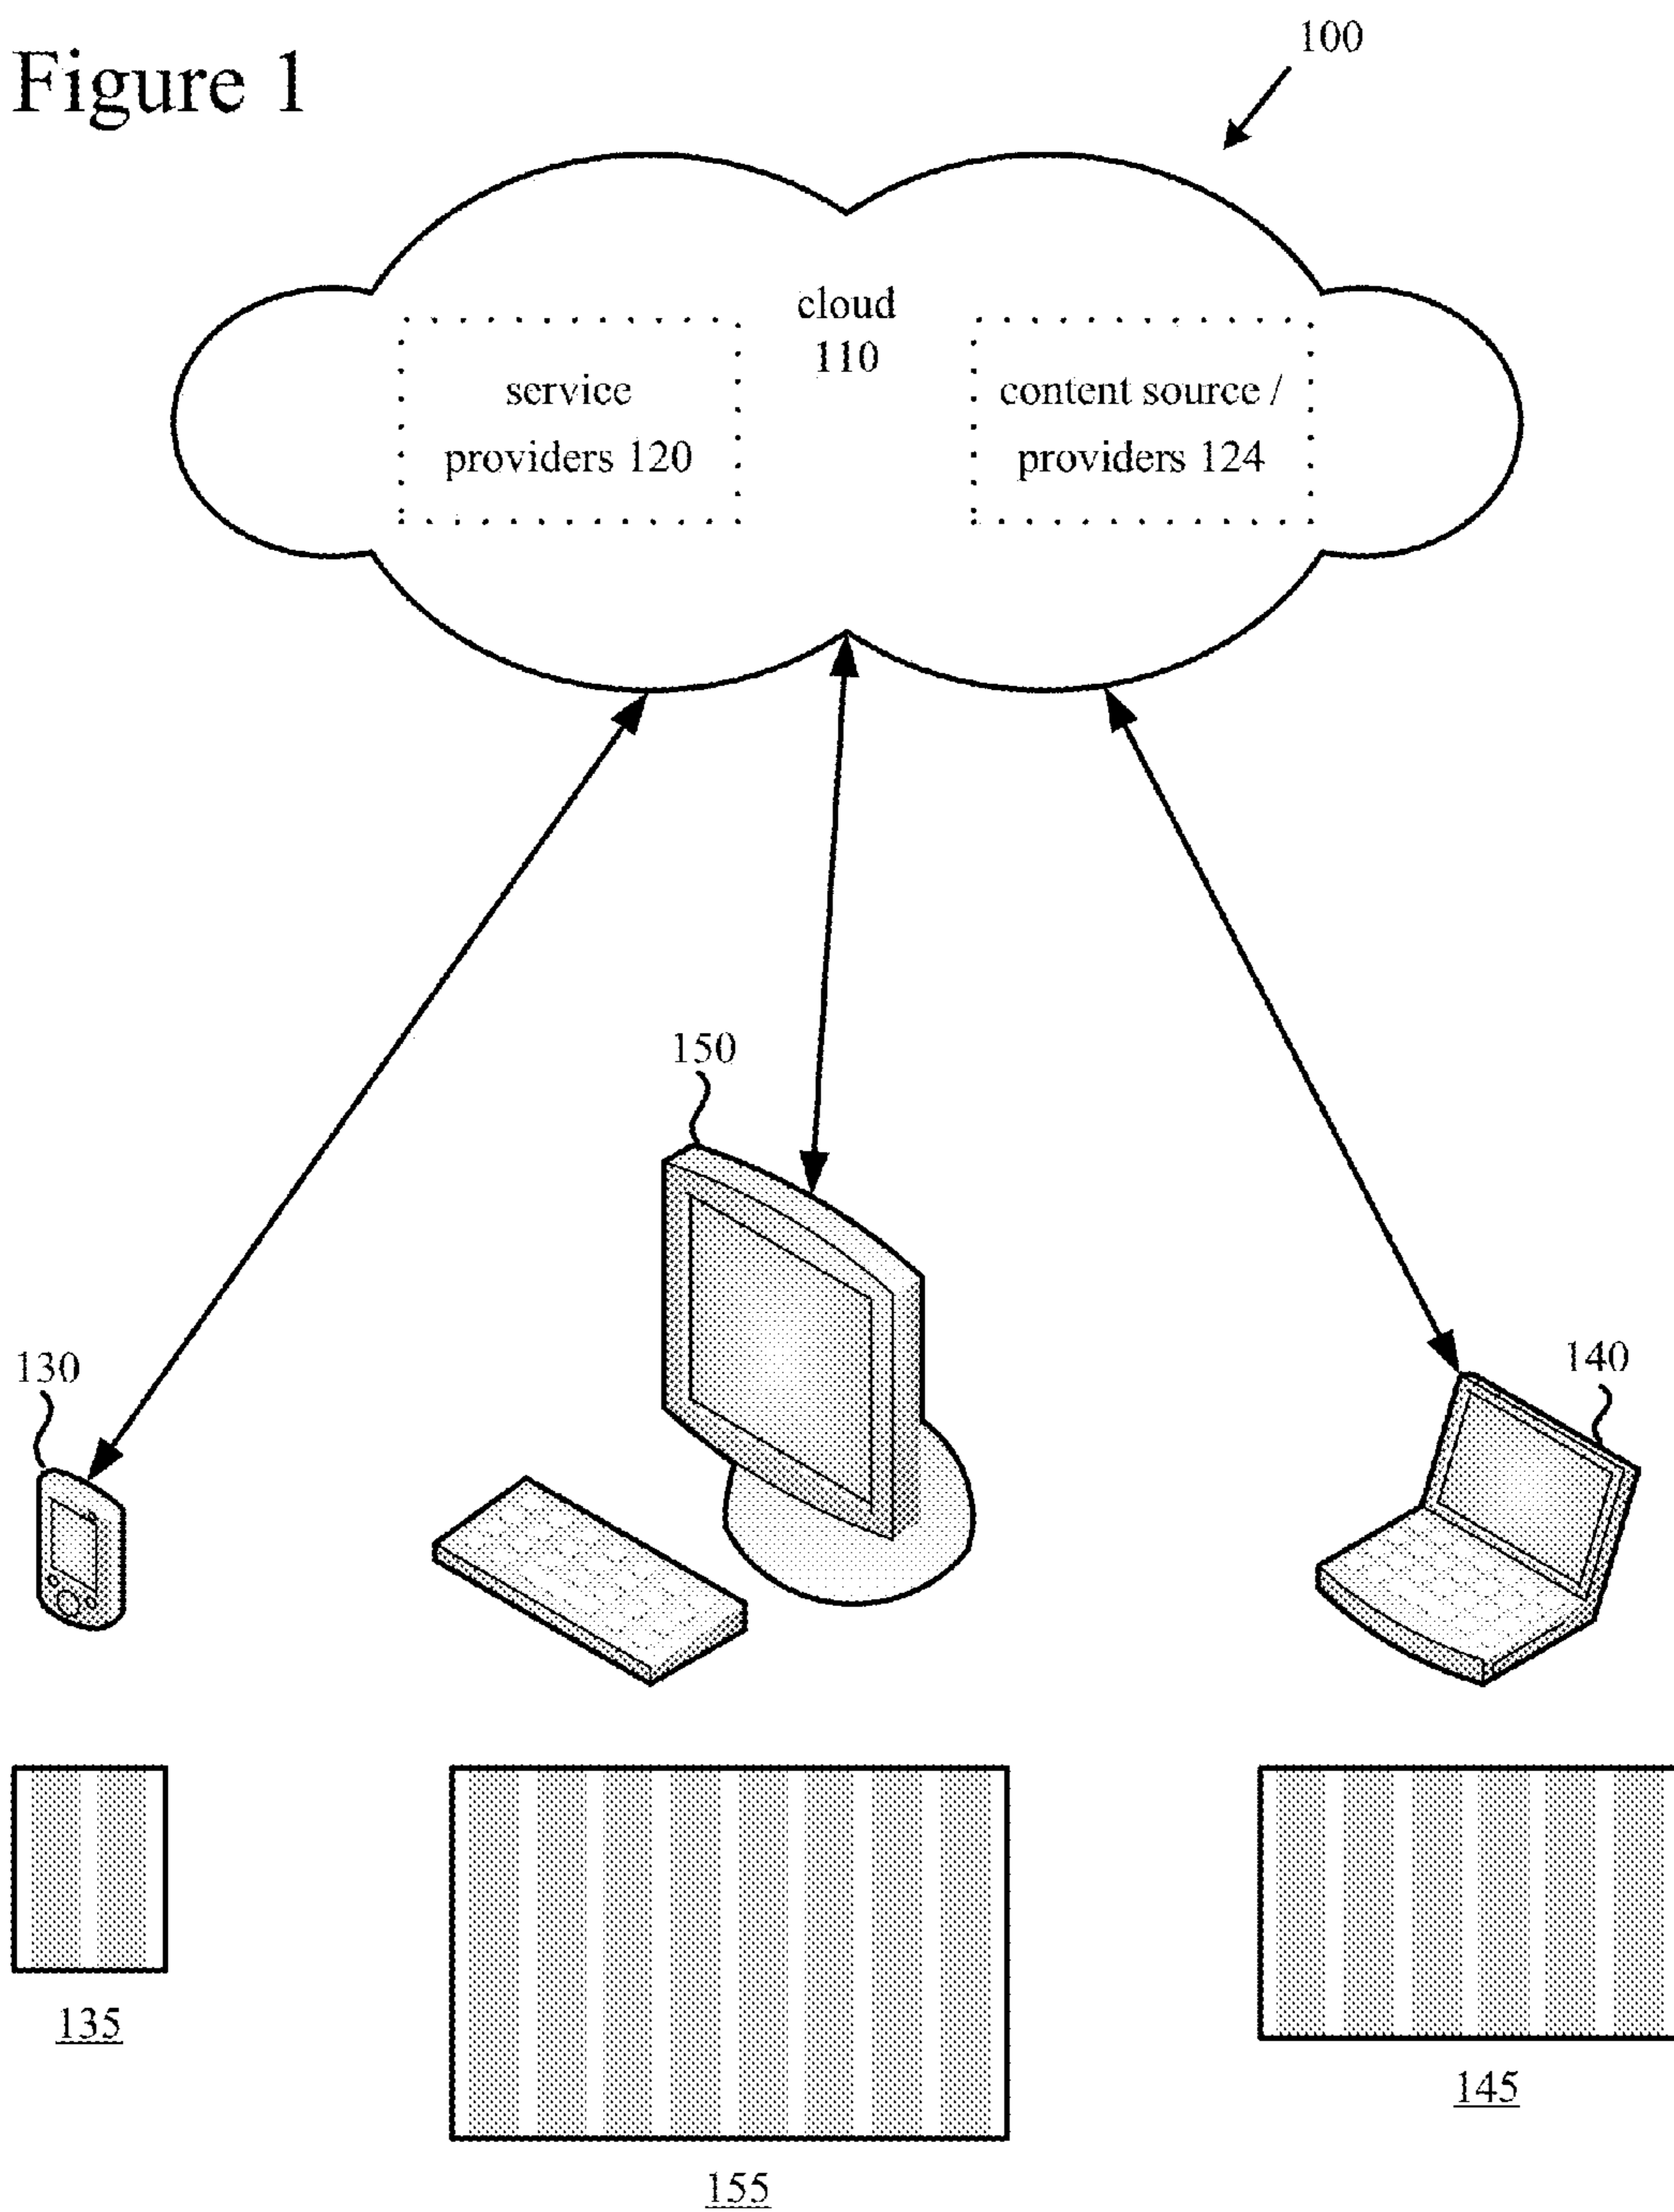 Figure 1
100
cloud
110
service
providers 120
content source /
providers 124
150
130
140
135
145
155